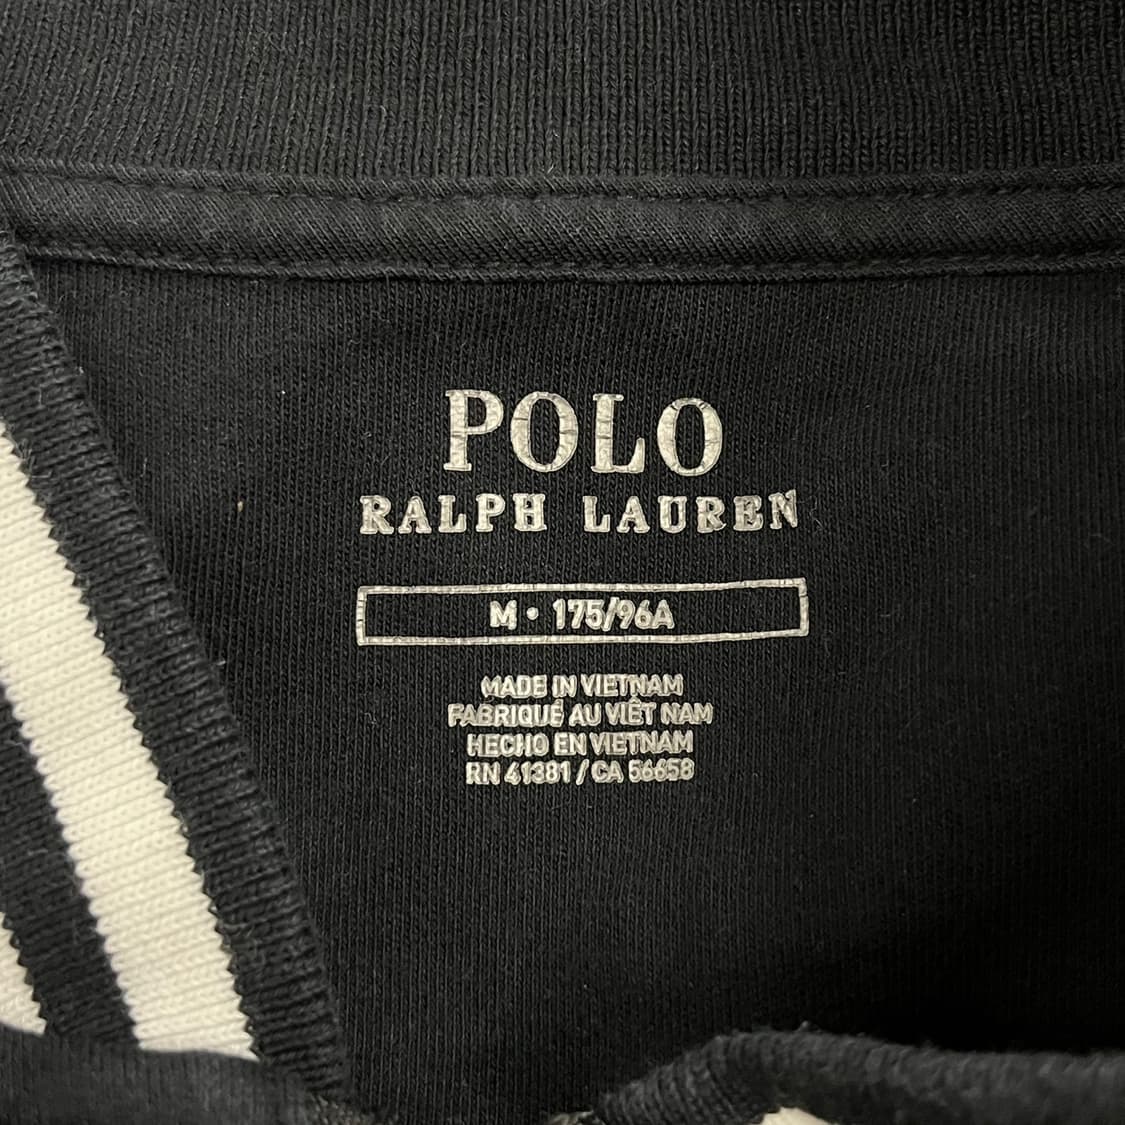 POLO
RALPH LAUREN
M • 175/96A
MADE IN VIETNAM
FABRIQUÉ AU VIÊT NAM
HECHO EN VIETNAM
RN 41381 / CA 56658